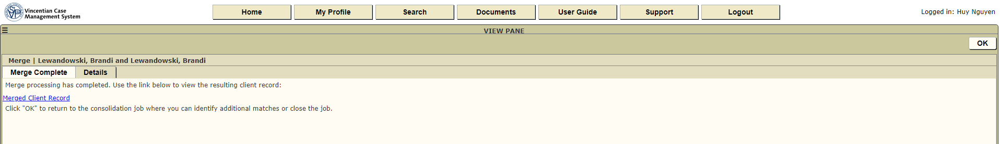 Vincentian Case
Management System
Home
My Profile
Search
Documents
User Guide
Support
Logout
Logged in: Huy Nguyen
VIEW PANE
OK
Merge | Lewandowski, Brandi and Lewandowski, Brandi
Merge Complete
Details
Merge processing has completed. Use the link below to view the resulting client record:
Merged Client Record
Click "OK" to return to the consolidation job where you can identify additional matches or close the job.